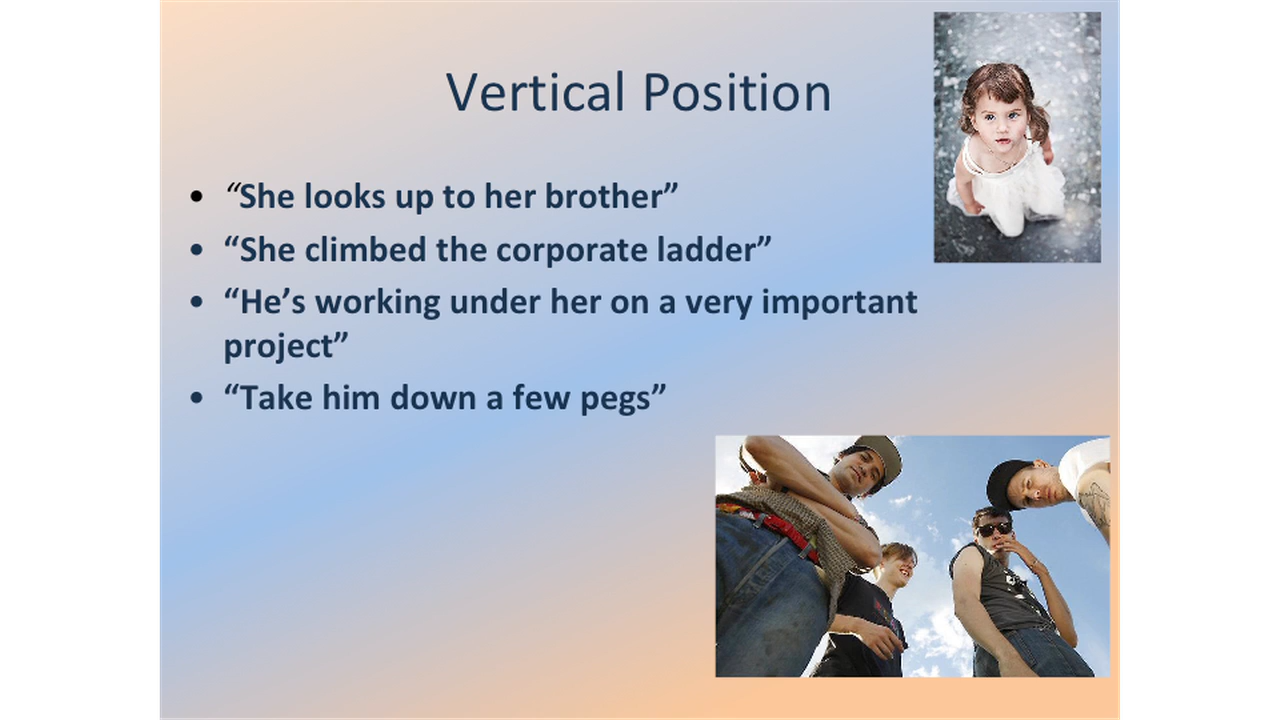 Vertical Position
• “She looks up to her brother”
• “She climbed the corporate ladder”
• “He’s working under her on a very important
project”
• “Take him down a few pegs”